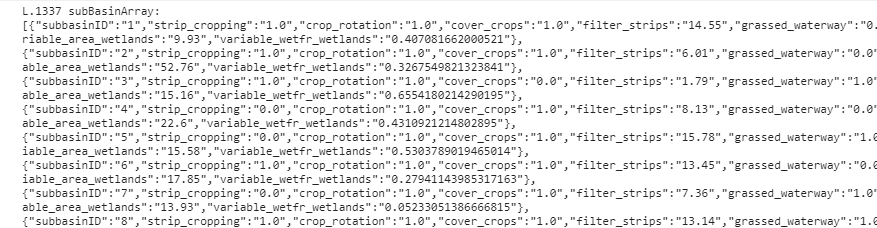 L.1337 subBasinArray:
[{"subbasinID":"1","strip_cropping":"1.0","crop_rotation":"1.0","cover_crops":"1.0","filter_strips":"14.55","grassed_waterway":"0.
riable_area_wetlands":"9.93","variable_wetfr_wetlands":"0.407081662000521"},
{"subbasinID":"2","strip_cropping":"1.0","crop_rotation":"1.0","cover_crops":"1.0","filter_strips":"6.01","grassed_waterway":"0.0"
able_area_wetlands":"52.76","variable_wetfr_wetlands":"0.3267549821323841"},
{"subbasinID":"3","strip_cropping":"1.0","crop_rotation":"1.0","cover_crops":"0.0","filter_strips":"1.79","grassed_waterway":"1.0"
able_area_wetlands":"15.16","variable_wetfr_wetlands":"0.6554180214290195"},
{"subbasinID":"4","strip_cropping":"0.0","crop_rotation":"0.0","cover_crops":"1.0","filter_strips":"8.13","grassed_waterway":"0.0"
able_area_wetlands":"22.6","variable_wetfr_wetlands":"0.4310921214802895"},
{"subbasinID":"5","strip_cropping":"0.0","crop_rotation":"0.0","cover_crops":"1.0","filter_strips":"15.78","grassed_waterway":"1.0
iable_area_wetlands":"15.58","variable_wetfr_wetlands":"0.5303789019465014"},
{"subbasinID":"6","strip_cropping":"1.0","crop_rotation":"1.0","cover_crops":"1.0","filter_strips":"13.45","grassed_waterway":"0.0
iable_area_wetlands":"17.85","variable_wetfr_wetlands":"0.27941143985317163"},
{"subbasinID":"7","strip_cropping":"0.0","crop_rotation":"1.0","cover_crops":"1.0","filter_strips":"7.36","grassed_waterway":"1.0"
able_area_wetlands":"13.93","variable_wetfr_wetlands":"0.05233051386666815"},
{"subbasinID":"8","strip_cropping":"1.0","crop_rotation":"1.0","cover_crops":"1.0","filter_strips":"13.14","grassed_waterway":"1.0